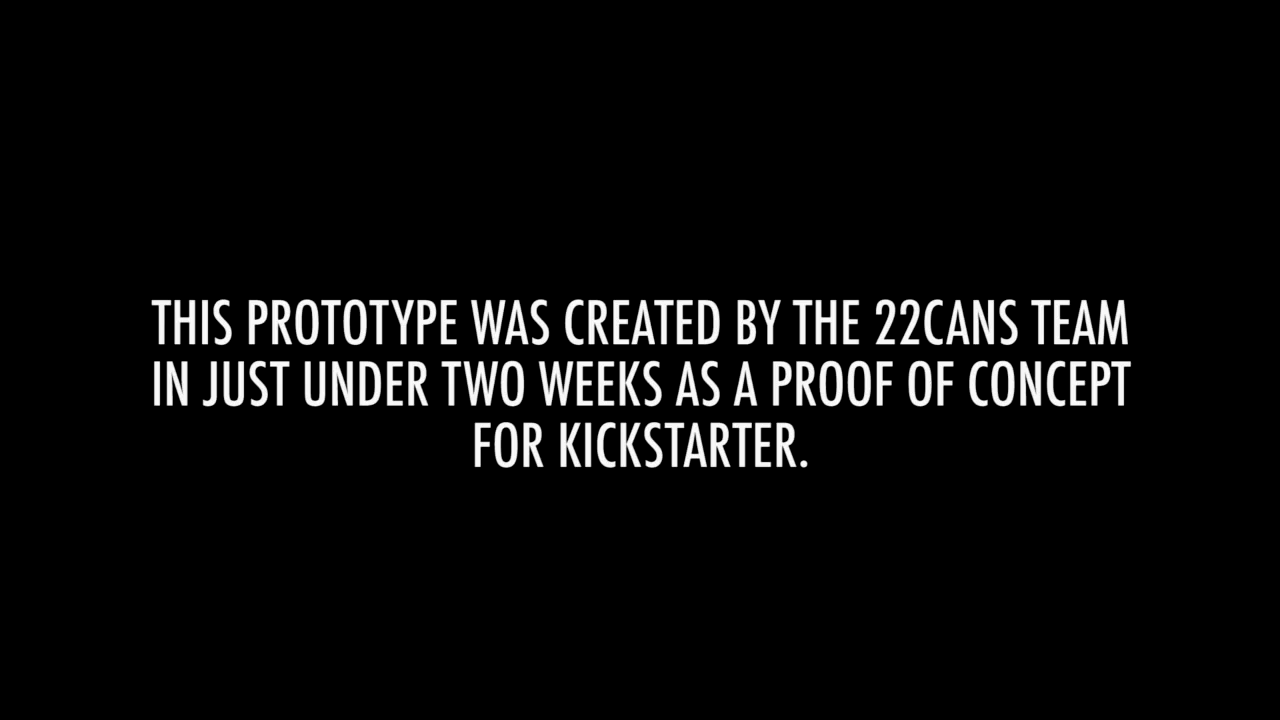 THIS PROTOTYPE WAS CREATED BY THE 22CANS TEAM
IN JUST UNDER TWO WEEKS AS A PROOF OF CONCEPT
FOR KICKSTARTER.